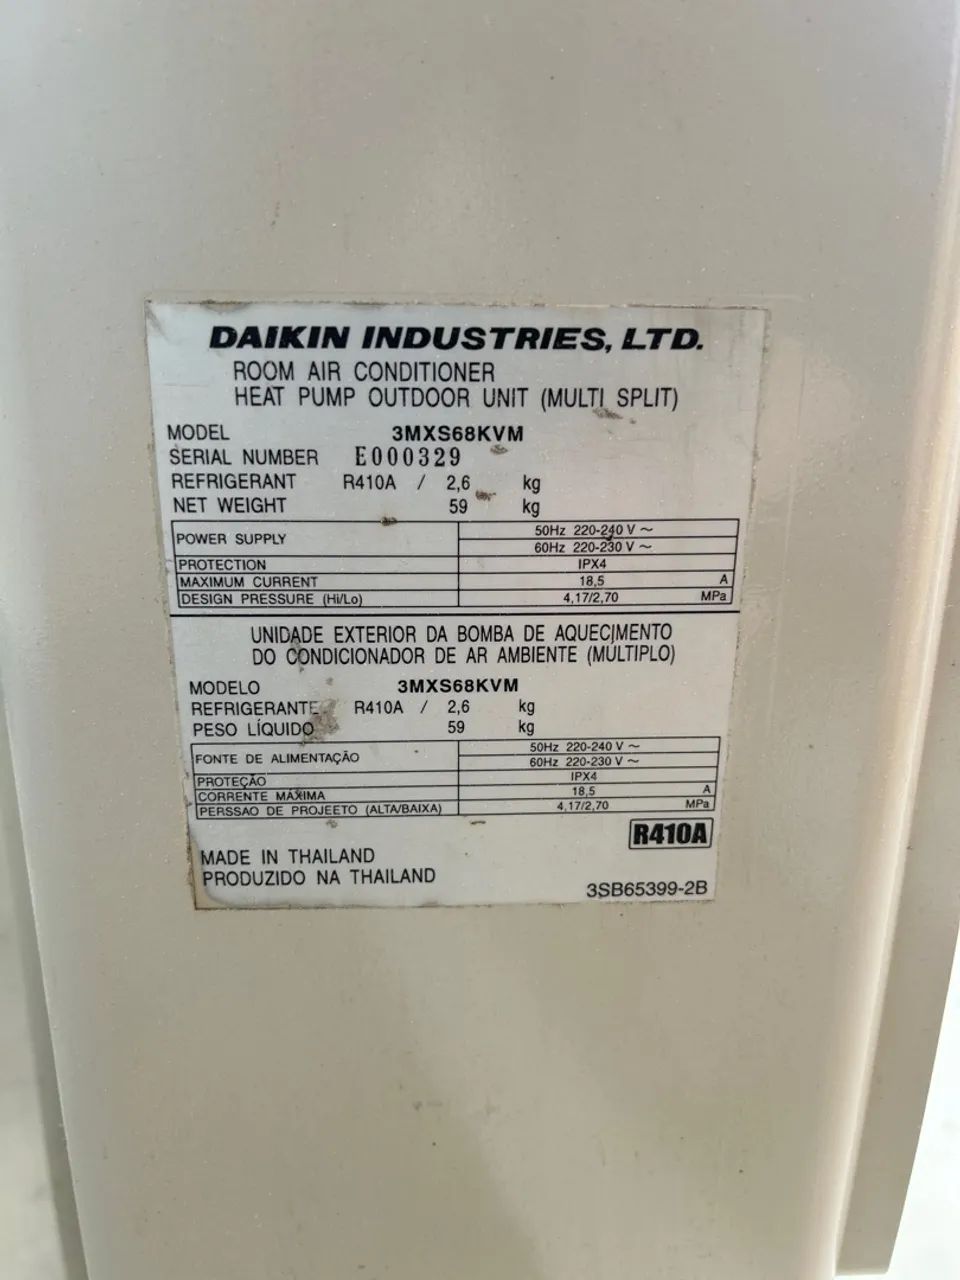 DAIKIN INDUSTRIES, LTD.
ROOM AIR CONDITIONER
HEAT PUMP OUTDOOR UNIT (MULTI SPLIT)
MODEL 3MXS68KVM
SERIAL NUMBER E000329
REFRIGERANT R410A / 2,6 kg
NET WEIGHT 59 kg
POWER SUPPLY 50Hz 220-240 V ~
60Hz 220-230 V ~
PROTECTION IPX4
MAXIMUM CURRENT 18,5 A
DESIGN PRESSURE (Hi/Lo) 4,17/2,70 MPa
UNIDADE EXTERIOR DA BOMBA DE AQUECIMENTO
DO CONDICIONADOR DE AR AMBIENTE (MÚLTIPLO)
MODELO 3MXS68KVM
REFRIGERANTE R410A / 2,6 kg
PESO LÍQUIDO 59 kg
FONTE DE ALIMENTAÇÃO 50Hz 220-240 V ~
60Hz 220-230 V ~
PROTEÇÃO IPX4
CORRENTE MÁXIMA 18,5 A
PERSSAO DE PROJEETO (ALTA/BAIXA) 4,17/2,70 MPa
R410A
MADE IN THAILAND
PRODUZIDO NA THAILAND
3SB65399-2B